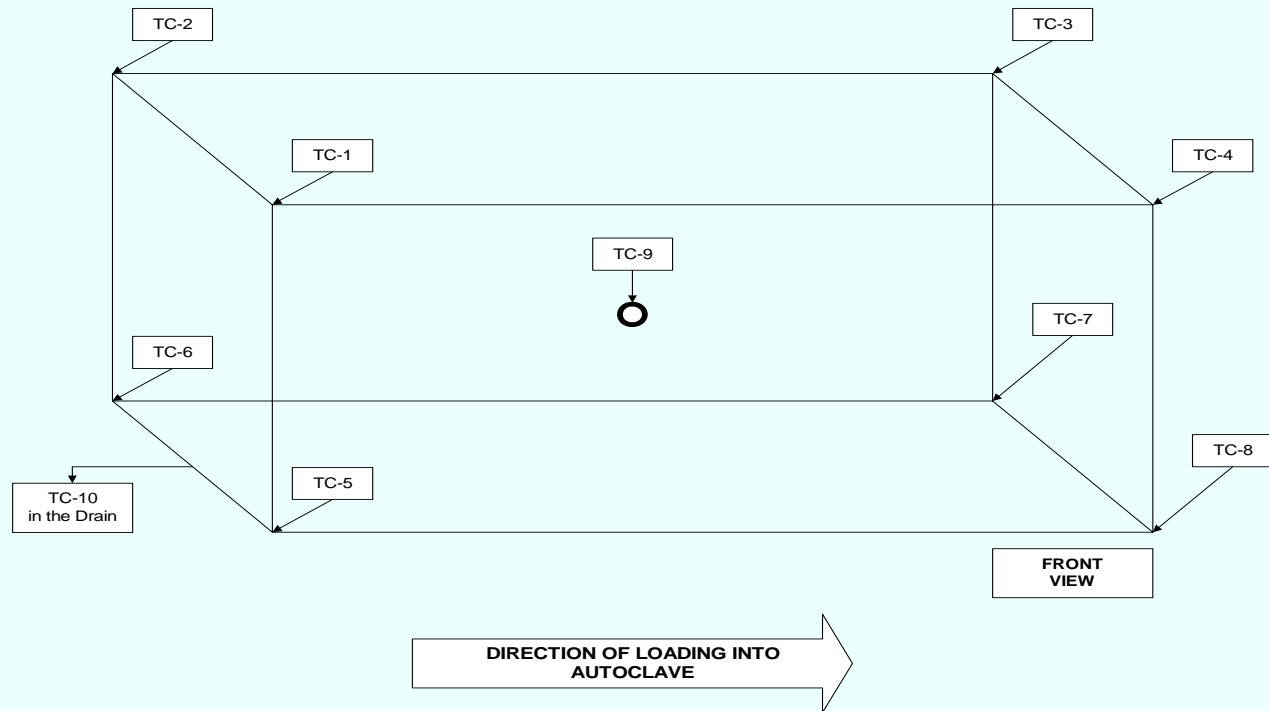 TC-2
TC-3
TC-1
TC-4
TC-9
TC-7
TC-6
TC-8
TC-5
TC-10
in the Drain
FRONT
VIEW
DIRECTION OF LOADING INTO
AUTOCLAVE